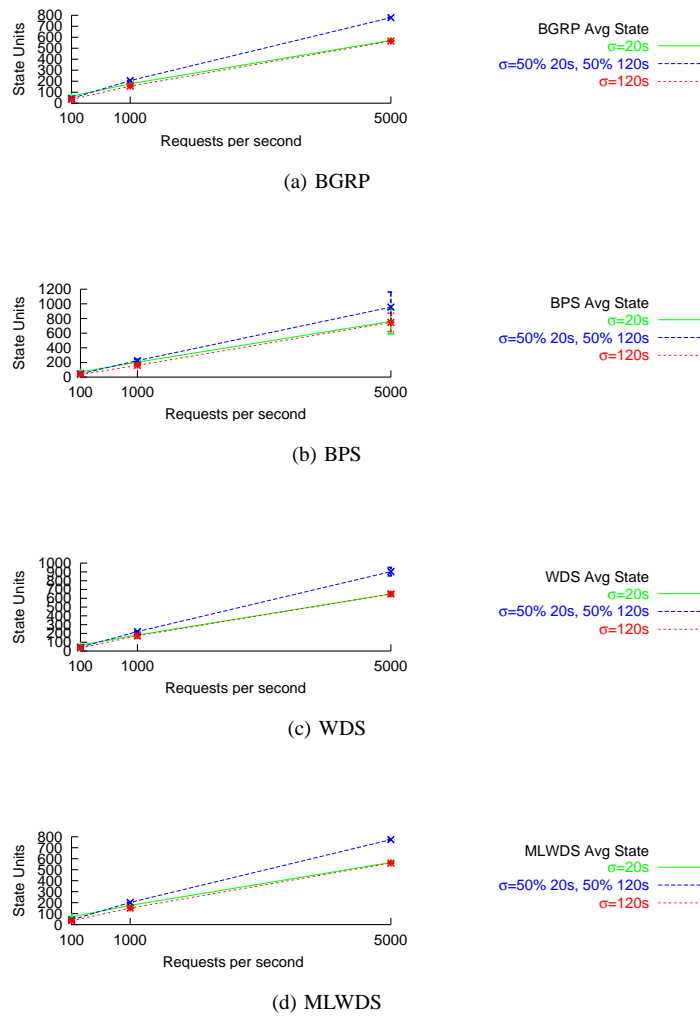 800
700
600
500
400
300
200
100
0
State Units
100 1000 5000
Requests per second
BGRP Avg State
σ=20s
σ=50% 20s, 50% 120s
σ=120s
(a) BGRP
1200
1000
800
600
400
200
0
State Units
100 1000 5000
Requests per second
BPS Avg State
σ=20s
σ=50% 20s, 50% 120s
σ=120s
(b) BPS
1000
900
800
700
600
500
400
300
200
100
0
State Units
100 1000 5000
Requests per second
WDS Avg State
σ=20s
σ=50% 20s, 50% 120s
σ=120s
(c) WDS
800
700
600
500
400
300
200
100
0
State Units
100 1000 5000
Requests per second
MLWDS Avg State
σ=20s
σ=50% 20s, 50% 120s
σ=120s
(d) MLWDS